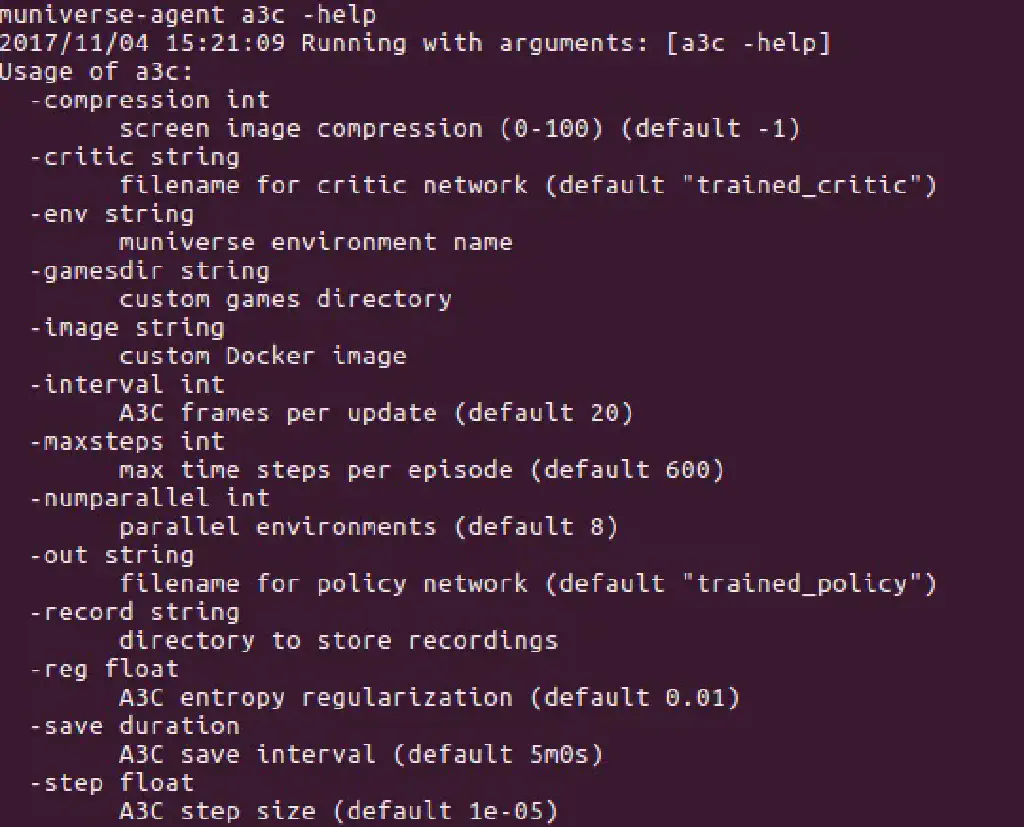 muniverse-agent a3c -help
2017/11/04 15:21:09 Running with arguments: [a3c -help]
Usage of a3c:
  -compression int
        screen image compression (0-100) (default -1)
  -critic string
        filename for critic network (default "trained_critic")
  -env string
        muniverse environment name
  -gamesdir string
        custom games directory
  -image string
        custom Docker image
  -interval int
        A3C frames per update (default 20)
  -maxsteps int
        max time steps per episode (default 600)
  -numparallel int
        parallel environments (default 8)
  -out string
        filename for policy network (default "trained_policy")
  -record string
        directory to store recordings
  -reg float
        A3C entropy regularization (default 0.01)
  -save duration
        A3C save interval (default 5m0s)
  -step float
        A3C step size (default 1e-05)